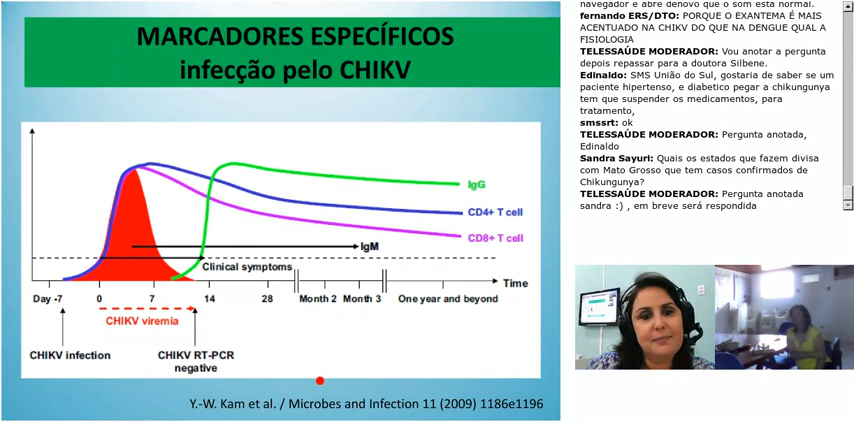 MARCADORES ESPECÍFICOS
infecção pelo CHIKV
IgG
CD4+ T cell
CD8+ T cell
IgM
Clinical symptoms
Time
Day -7
0
7
14
28
Month 2
Month 3
One year and beyond
CHIKV viremia
CHIKV infection
CHIKV RT-PCR
negative
Y.-W. Kam et al. / Microbes and Infection 11 (2009) 1186e1196
navegador e abre denovo que o som esta normal.
fernando ERS/DTO: PORQUE O EXANTEMA É MAIS
ACENTUADO NA CHIKV DO QUE NA DENGUE QUAL A
FISIOLOGIA
TELESSAÚDE MODERADOR: Vou anotar a pergunta
depois repassar para a doutora Silbene.
Edinaldo: SMS União do Sul, gostaria de saber se um
paciente hipertenso, e diabetico pegar a chikungunya
tem que suspender os medicamentos, para
tratamento,
smssrt: ok
TELESSAÚDE MODERADOR: Pergunta anotada,
Edinaldo
Sandra Sayuri: Quais os estados que fazem divisa
com Mato Grosso que tem casos confirmados de
Chikungunya?
TELESSAÚDE MODERADOR: Pergunta anotada
sandra :) , em breve será respondida